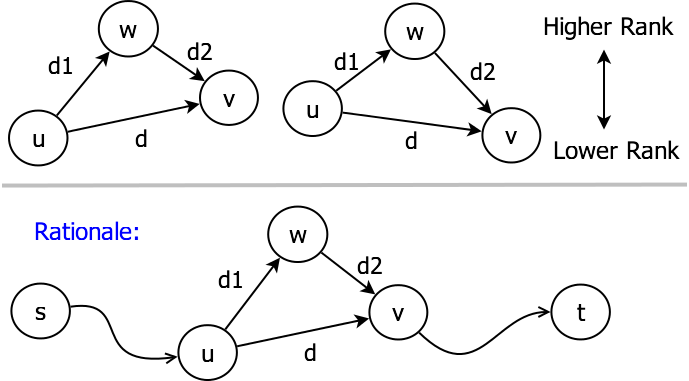 w
d1
d2
v
u
d
w
d1
d2
u
d
v
Higher Rank
Lower Rank
Rationale:
w
d1
d2
s
u
d
v
t